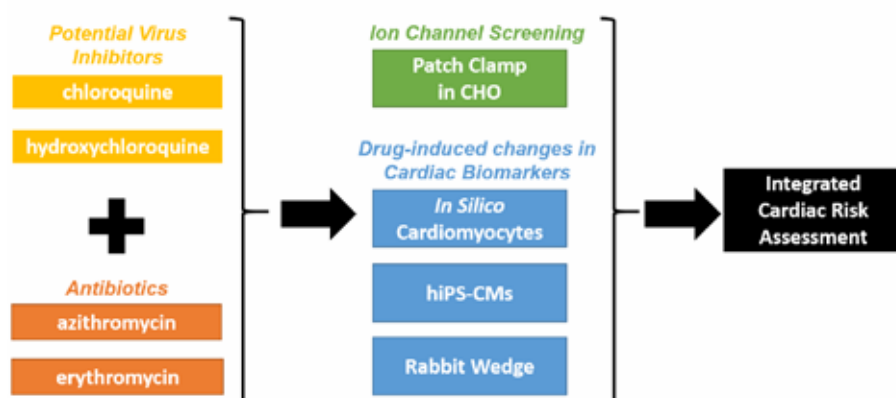 Potential Virus
Inhibitors
chloroquine
hydroxychloroquine
Antibiotics
azithromycin
erythromycin
Ion Channel Screening
Patch Clamp
in CHO
Drug-induced changes in
Cardiac Biomarkers
In Silico
Cardiomyocytes
hiPS-CMs
Rabbit Wedge
Integrated
Cardiac Risk
Assessment